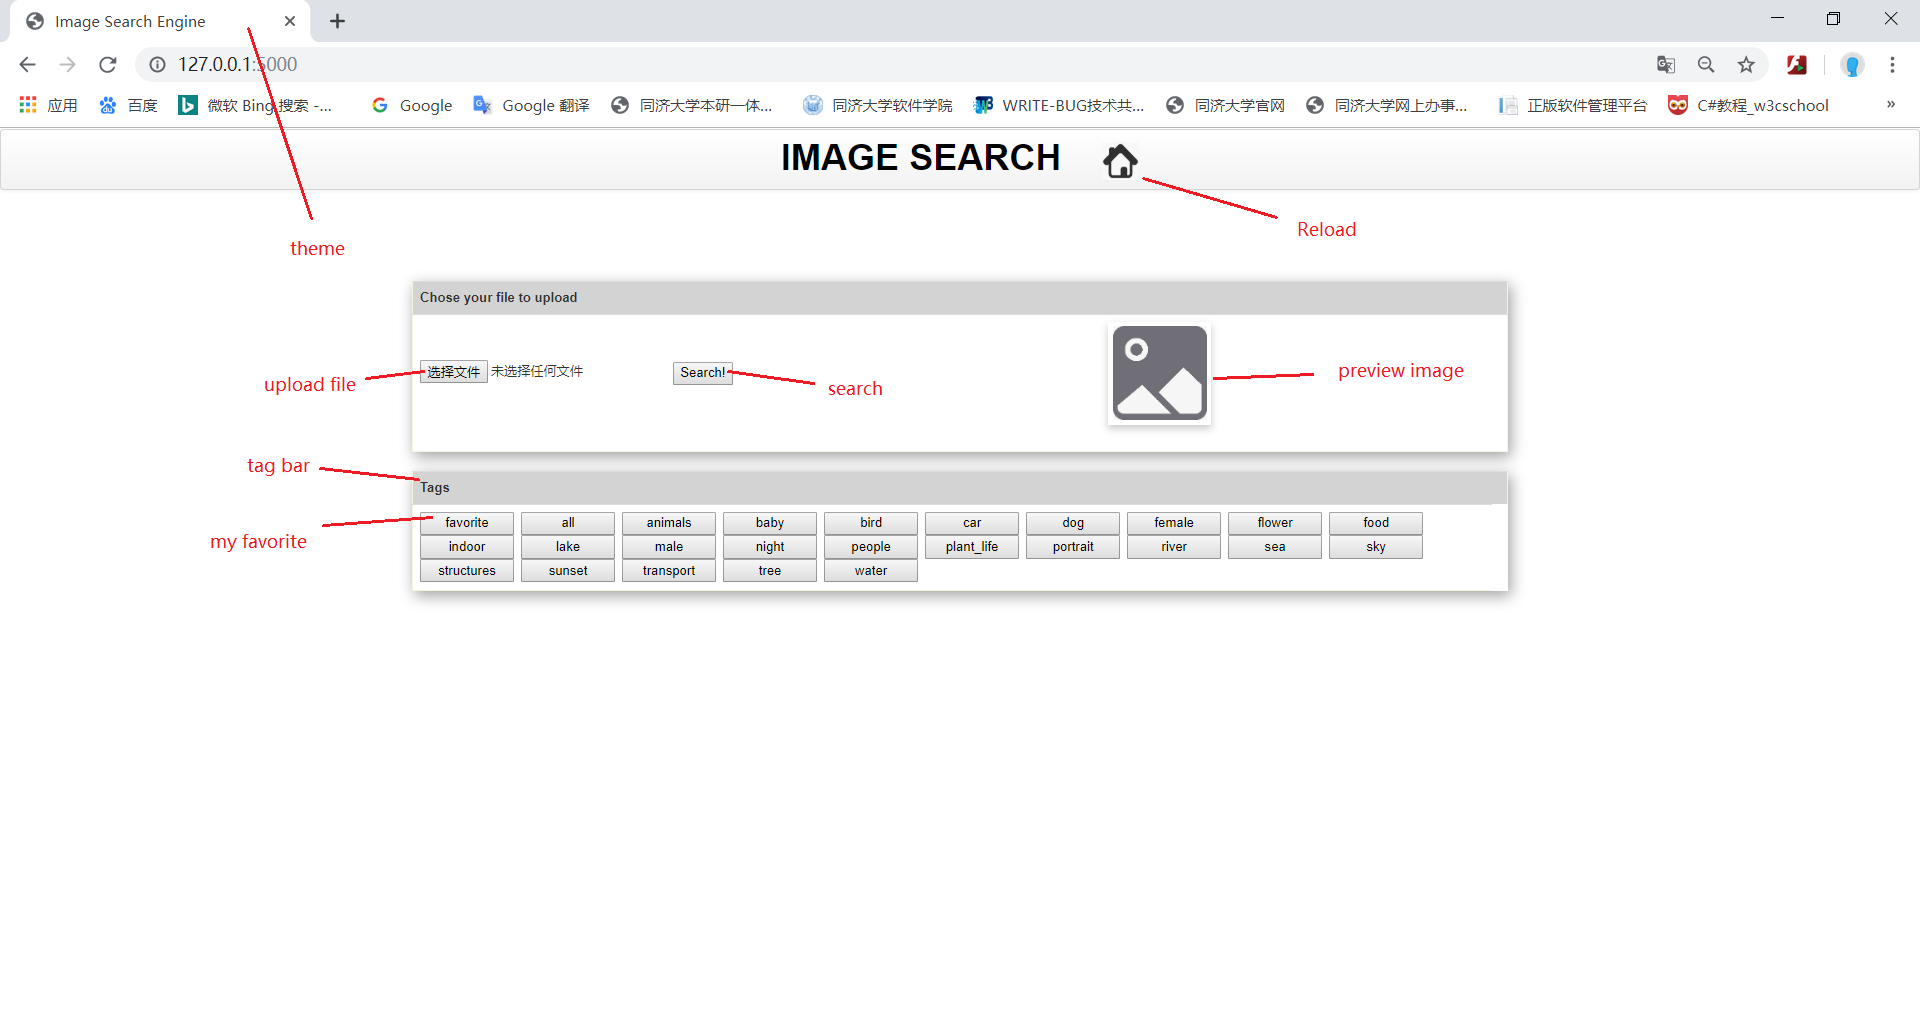 Image Search Engine
127.0.0.1:5000
应用 百度 微软 Bing 搜索 -... Google Google 翻译 同济大学本研一体... 同济大学软件学院 WRITE-BUG技术共... 同济大学官网 同济大学网上办事... 正版软件管理平台 C#教程_w3cschool »
IMAGE SEARCH
Reload
theme
Chose your file to upload
选择文件 未选择任何文件 Search!
upload file
search
preview image
tag bar
Tags
my favorite
favorite all animals baby bird car dog female flower food
indoor lake male night people plant_life portrait river sea sky
structures sunset transport tree water